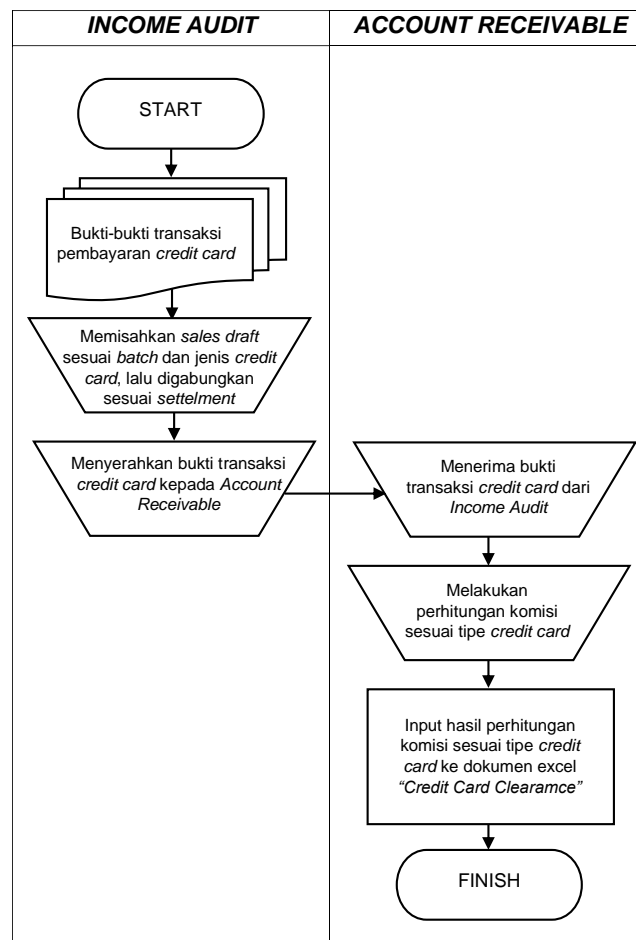 INCOME AUDIT
ACCOUNT RECEIVABLE
START
Bukti-bukti transaksi
pembayaran credit card
Memisahkan sales draft
sesuai batch dan jenis credit
card, lalu digabungkan
sesuai settelment
Menyerahkan bukti transaksi
credit card kepada Account
Receivable
Menerima bukti
transaksi credit card dari
Income Audit
Melakukan
perhitungan komisi
sesuai tipe credit card
Input hasil perhitungan
komisi sesuai tipe credit
card ke dokumen excel
“Credit Card Clearamce”
FINISH